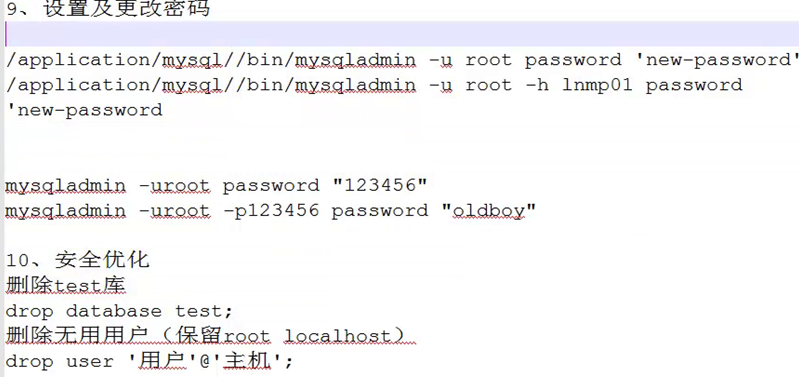 9、设置及更改密码
/application/mysql//bin/mysqladmin -u root password 'new-password'
/application/mysql//bin/mysqladmin -u root -h lnmp01 password
'new-password
mysqladmin -uroot password "123456"
mysqladmin -uroot -p123456 password "oldboy"
10、安全优化
删除test库
drop database test;
删除无用用户（保留root localhost）
drop user '用户'@'主机';